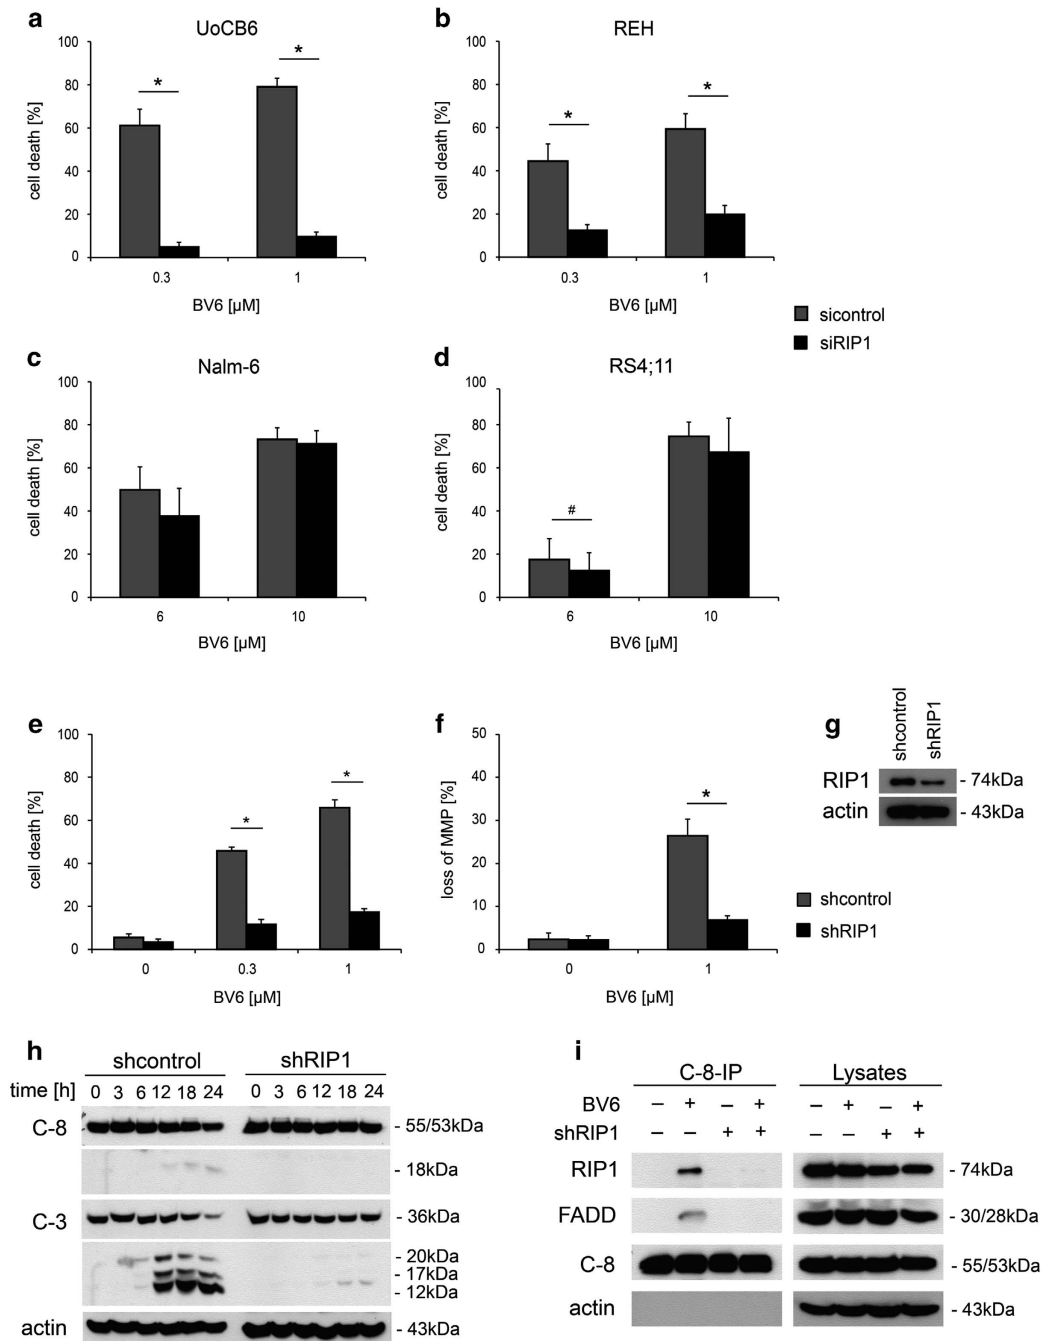 a
UoCB6
cell death [%]
100
80
60
40
20
0
*
*
0.3 1
BV6 [µM]
b
REH
cell death [%]
100
80
60
40
20
0
*
*
0.3 1
BV6 [µM]
sicontrol
siRIP1
c
Nalm-6
cell death [%]
100
80
60
40
20
0
6 10
BV6 [µM]
d
RS4;11
cell death [%]
100
80
60
40
20
0
#
6 10
BV6 [µM]
e
cell death [%]
100
80
60
40
20
0
*
*
0 0.3 1
BV6 [µM]
f
loss of MMP [%]
50
40
30
20
10
0
*
0 1
BV6 [µM]
g
shcontrol
shRIP1
RIP1 - 74kDa
actin - 43kDa
shcontrol
shRIP1
h
shcontrol shRIP1
time [h] 0 3 6 12 18 24 0 3 6 12 18 24
C-8 - 55/53kDa
- 18kDa
C-3 - 36kDa
- 20kDa
- 17kDa
- 12kDa
actin - 43kDa
i
C-8-IP Lysates
BV6 – + – + – + – +
shRIP1 – – + + – – + +
RIP1 - 74kDa
FADD - 30/28kDa
C-8 - 55/53kDa
actin - 43kDa